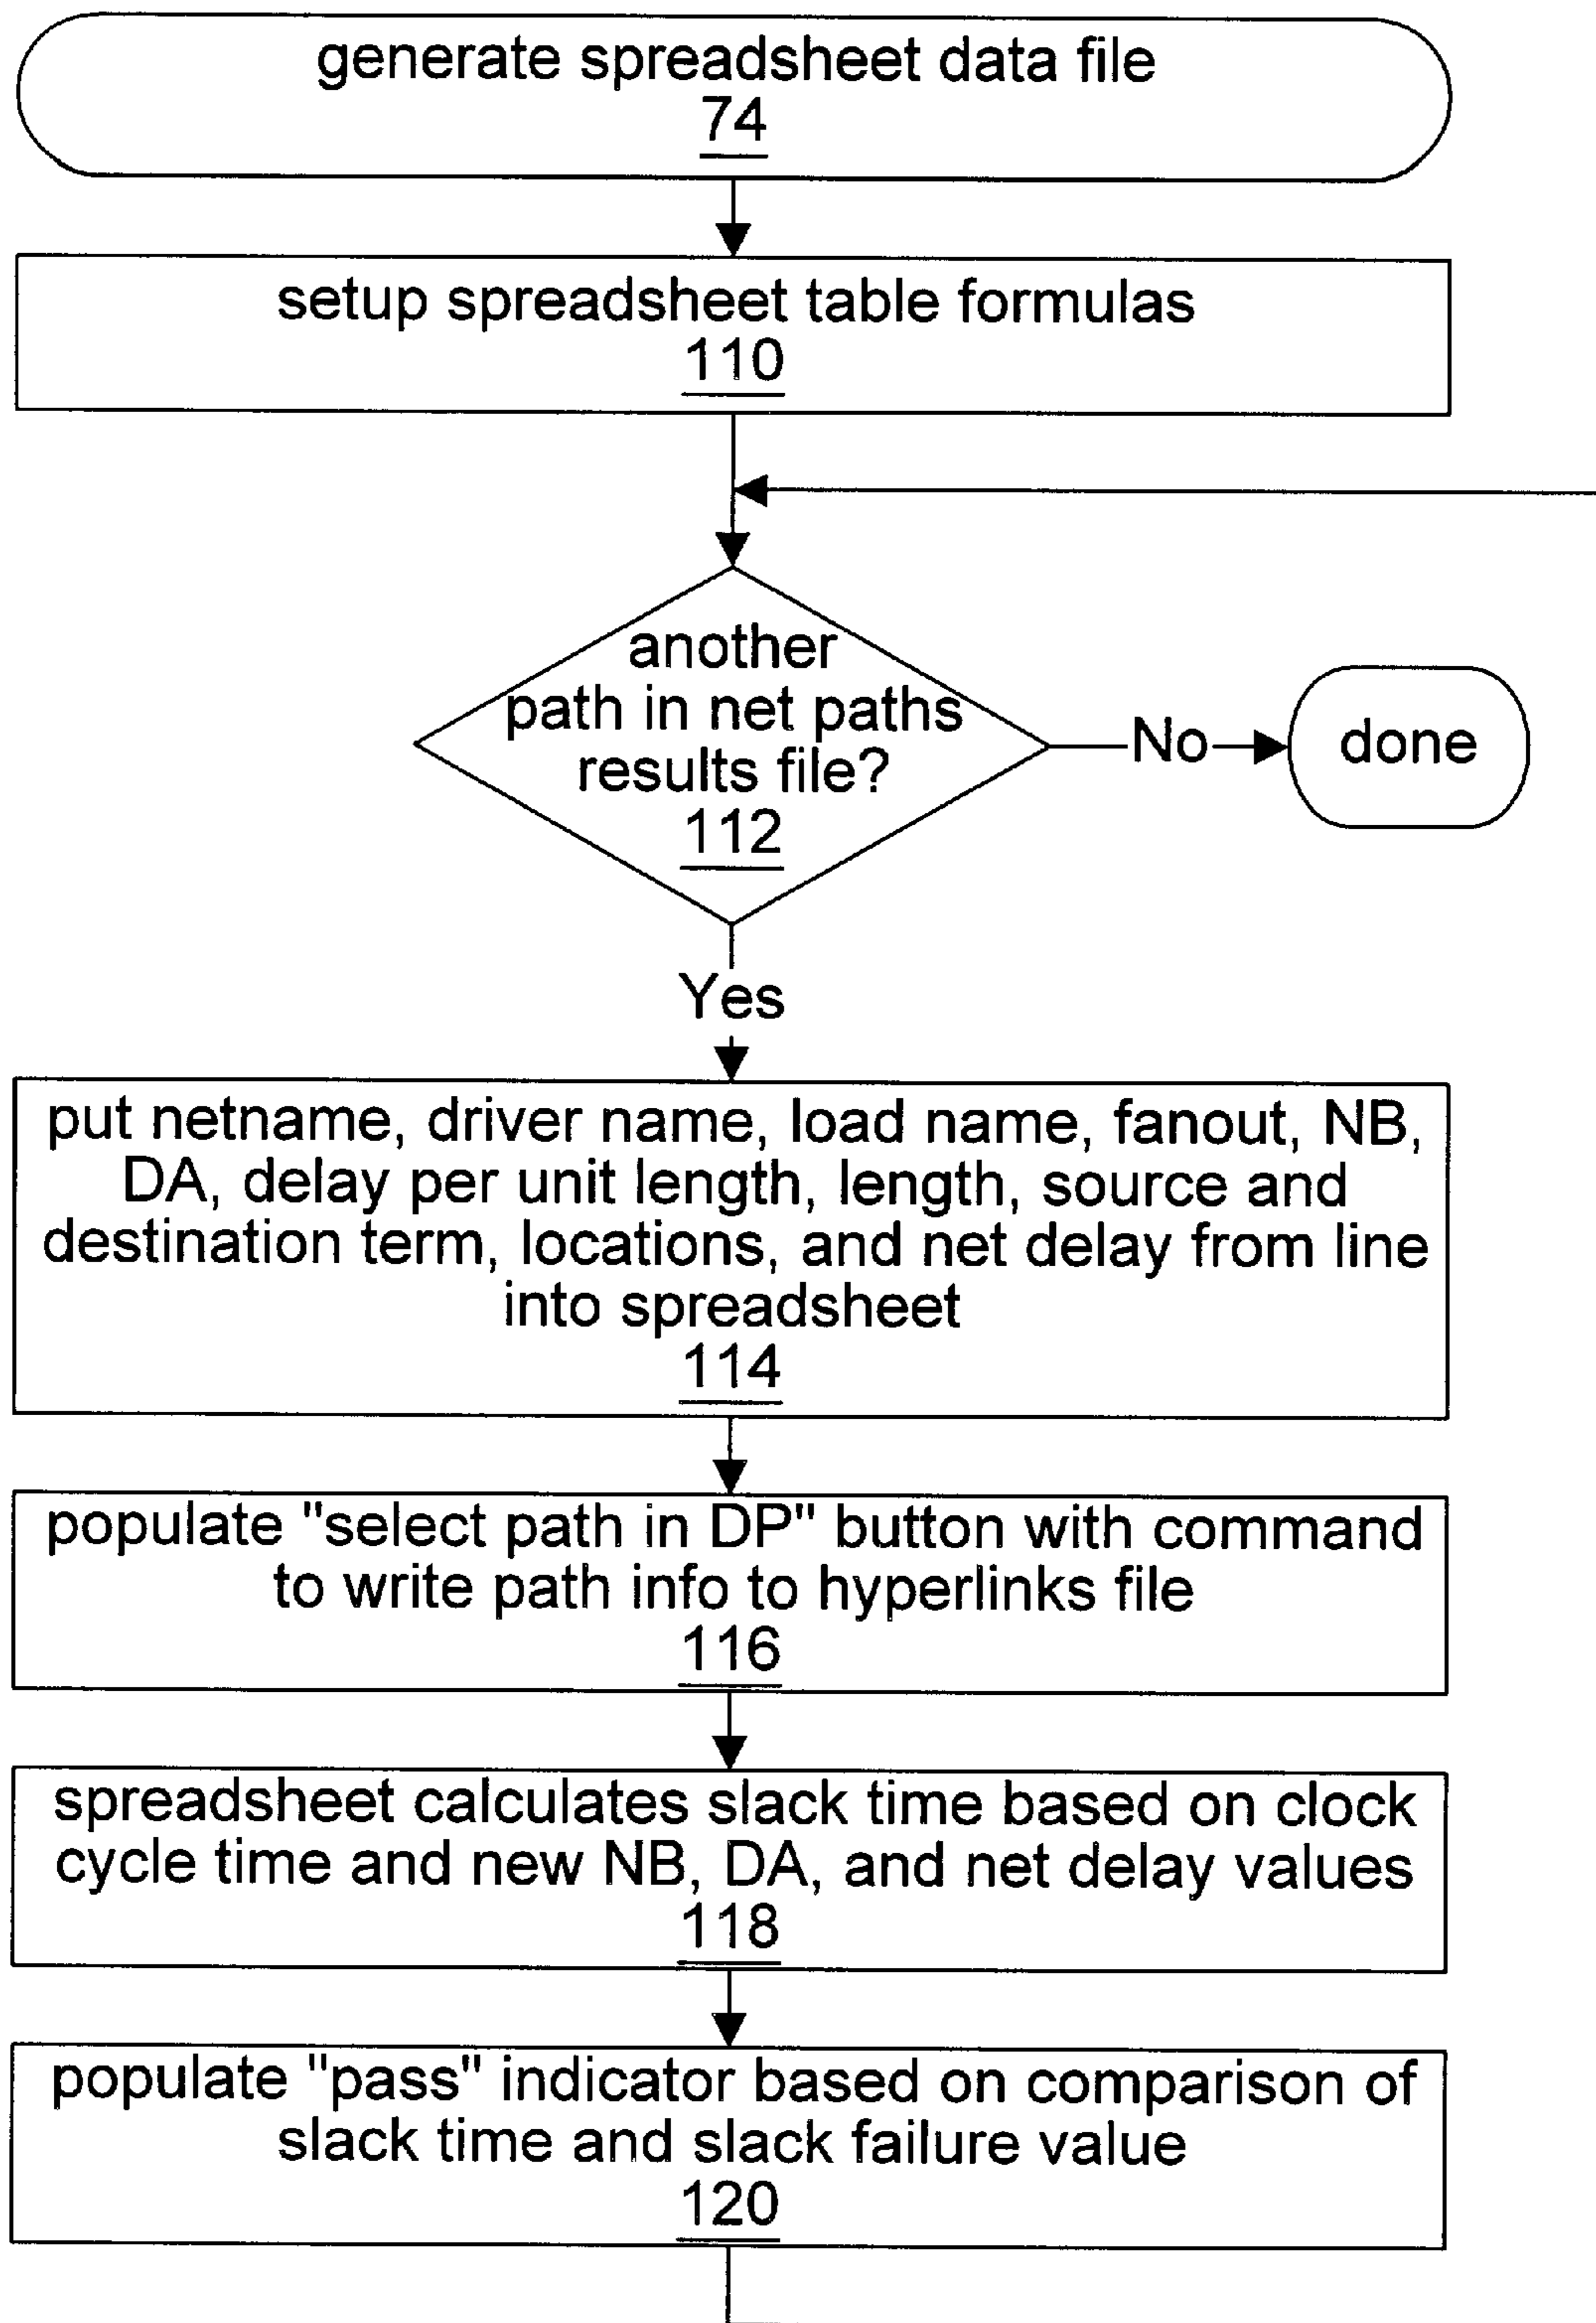 generate spreadsheet data file
74
setup spreadsheet table formulas
110
another
path in net paths
results file?
112
No
done
Yes
put netname, driver name, load name, fanout, NB,
DA, delay per unit length, length, source and
destination term, locations, and net delay from line
into spreadsheet
114
populate "select path in DP" button with command
to write path info to hyperlinks file
116
spreadsheet calculates slack time based on clock
cycle time and new NB, DA, and net delay values
118
populate "pass" indicator based on comparison of
slack time and slack failure value
120